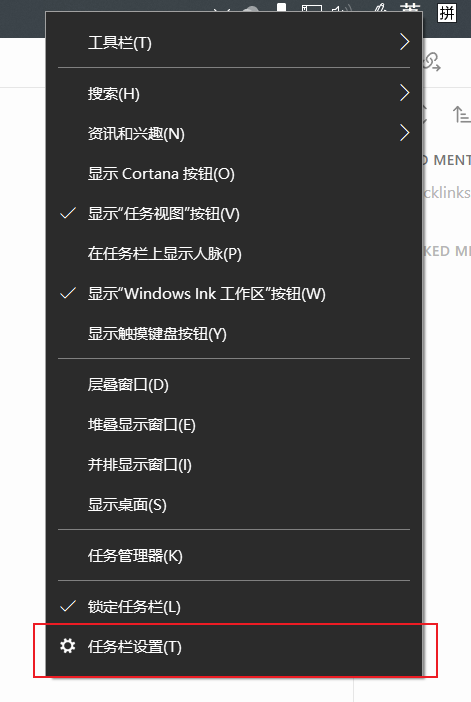 英 拼
工具栏(T)
搜索(H)
资讯和兴趣(N)
D MENT
显示 Cortana 按钮(O)
cklinks
显示“任务视图”按钮(V)
在任务栏上显示人脉(P)
KED ME
显示“Windows Ink 工作区”按钮(W)
显示触摸键盘按钮(Y)
层叠窗口(D)
堆叠显示窗口(E)
并排显示窗口(I)
显示桌面(S)
任务管理器(K)
锁定任务栏(L)
任务栏设置(T)